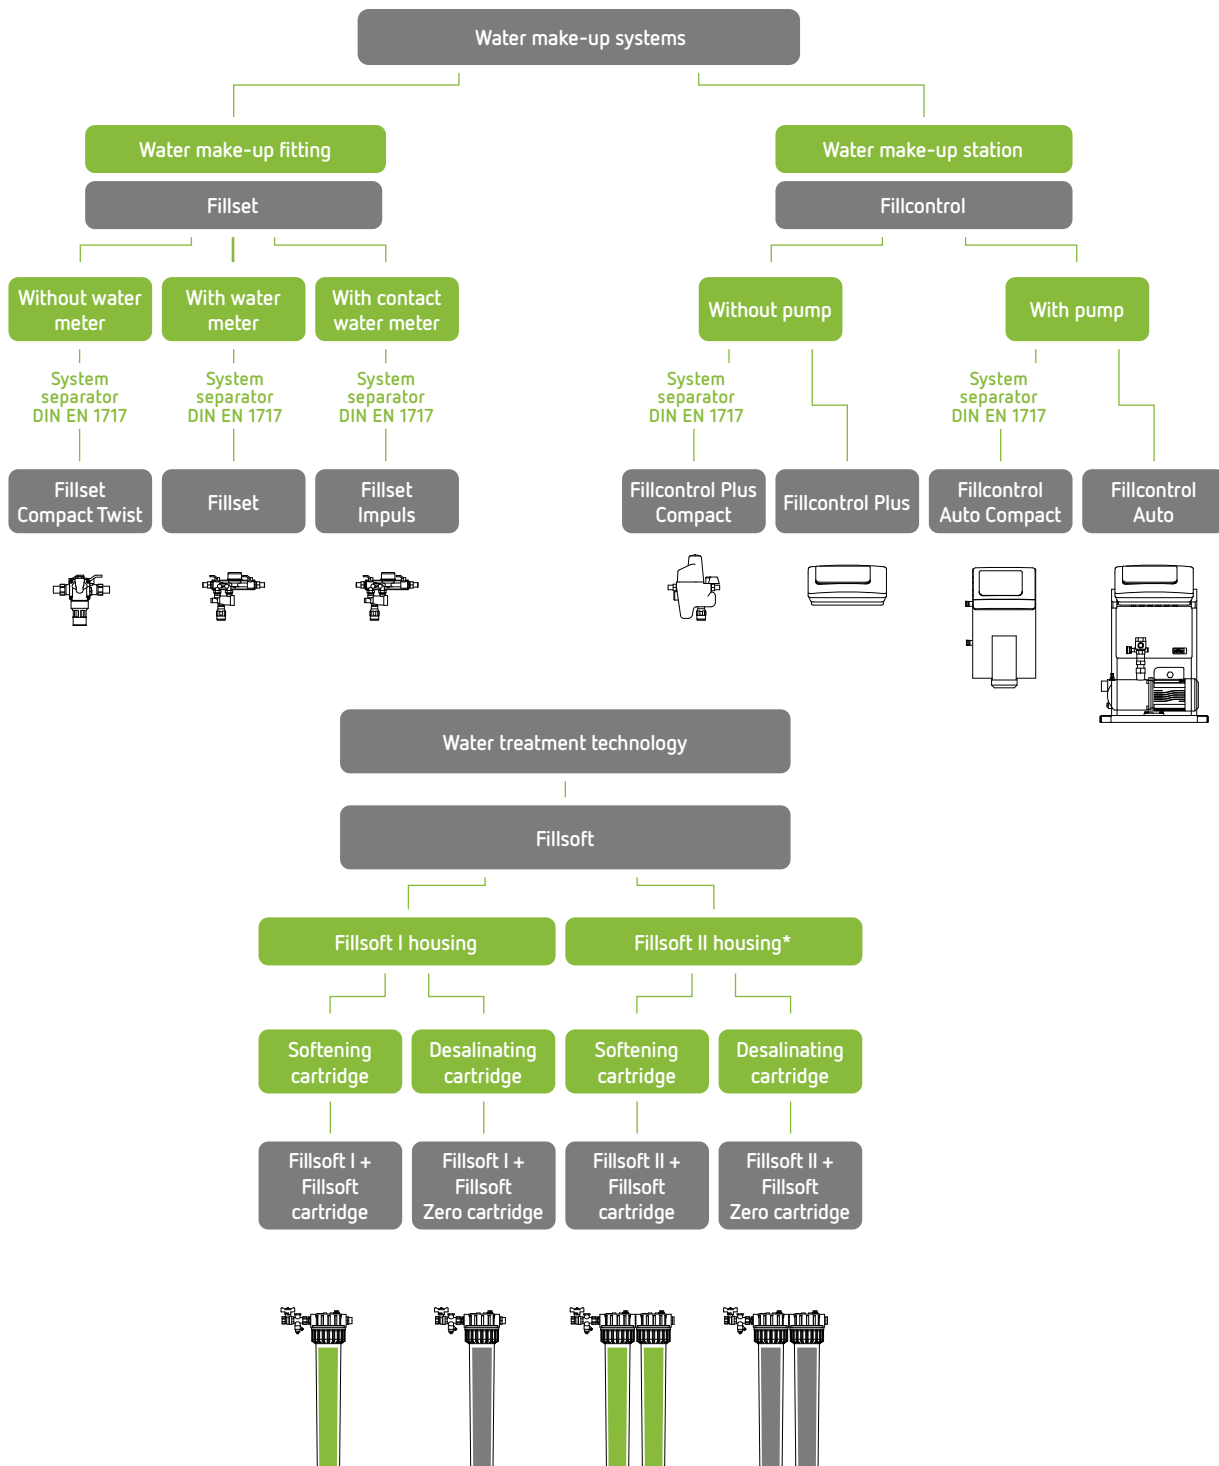 Water make-up systems
Water make-up fitting
Water make-up station
Fillset
Fillcontrol
Without water
meter
With water
meter
With contact
water meter
Without pump
With pump
System
separator
DIN EN 1717
System
separator
DIN EN 1717
System
separator
DIN EN 1717
System
separator
DIN EN 1717
System
separator
DIN EN 1717
Fillset
Compact Twist
Fillset
Fillset
Impuls
Fillcontrol Plus
Compact
Fillcontrol Plus
Fillcontrol
Auto Compact
Fillcontrol
Auto
Water treatment technology
Fillsoft
Fillsoft I housing
Fillsoft II housing*
Softening
cartridge
Desalinating
cartridge
Softening
cartridge
Desalinating
cartridge
Fillsoft I +
Fillsoft
cartridge
Fillsoft I +
Fillsoft
Zero cartridge
Fillsoft II +
Fillsoft
cartridge
Fillsoft II +
Fillsoft
Zero cartridge